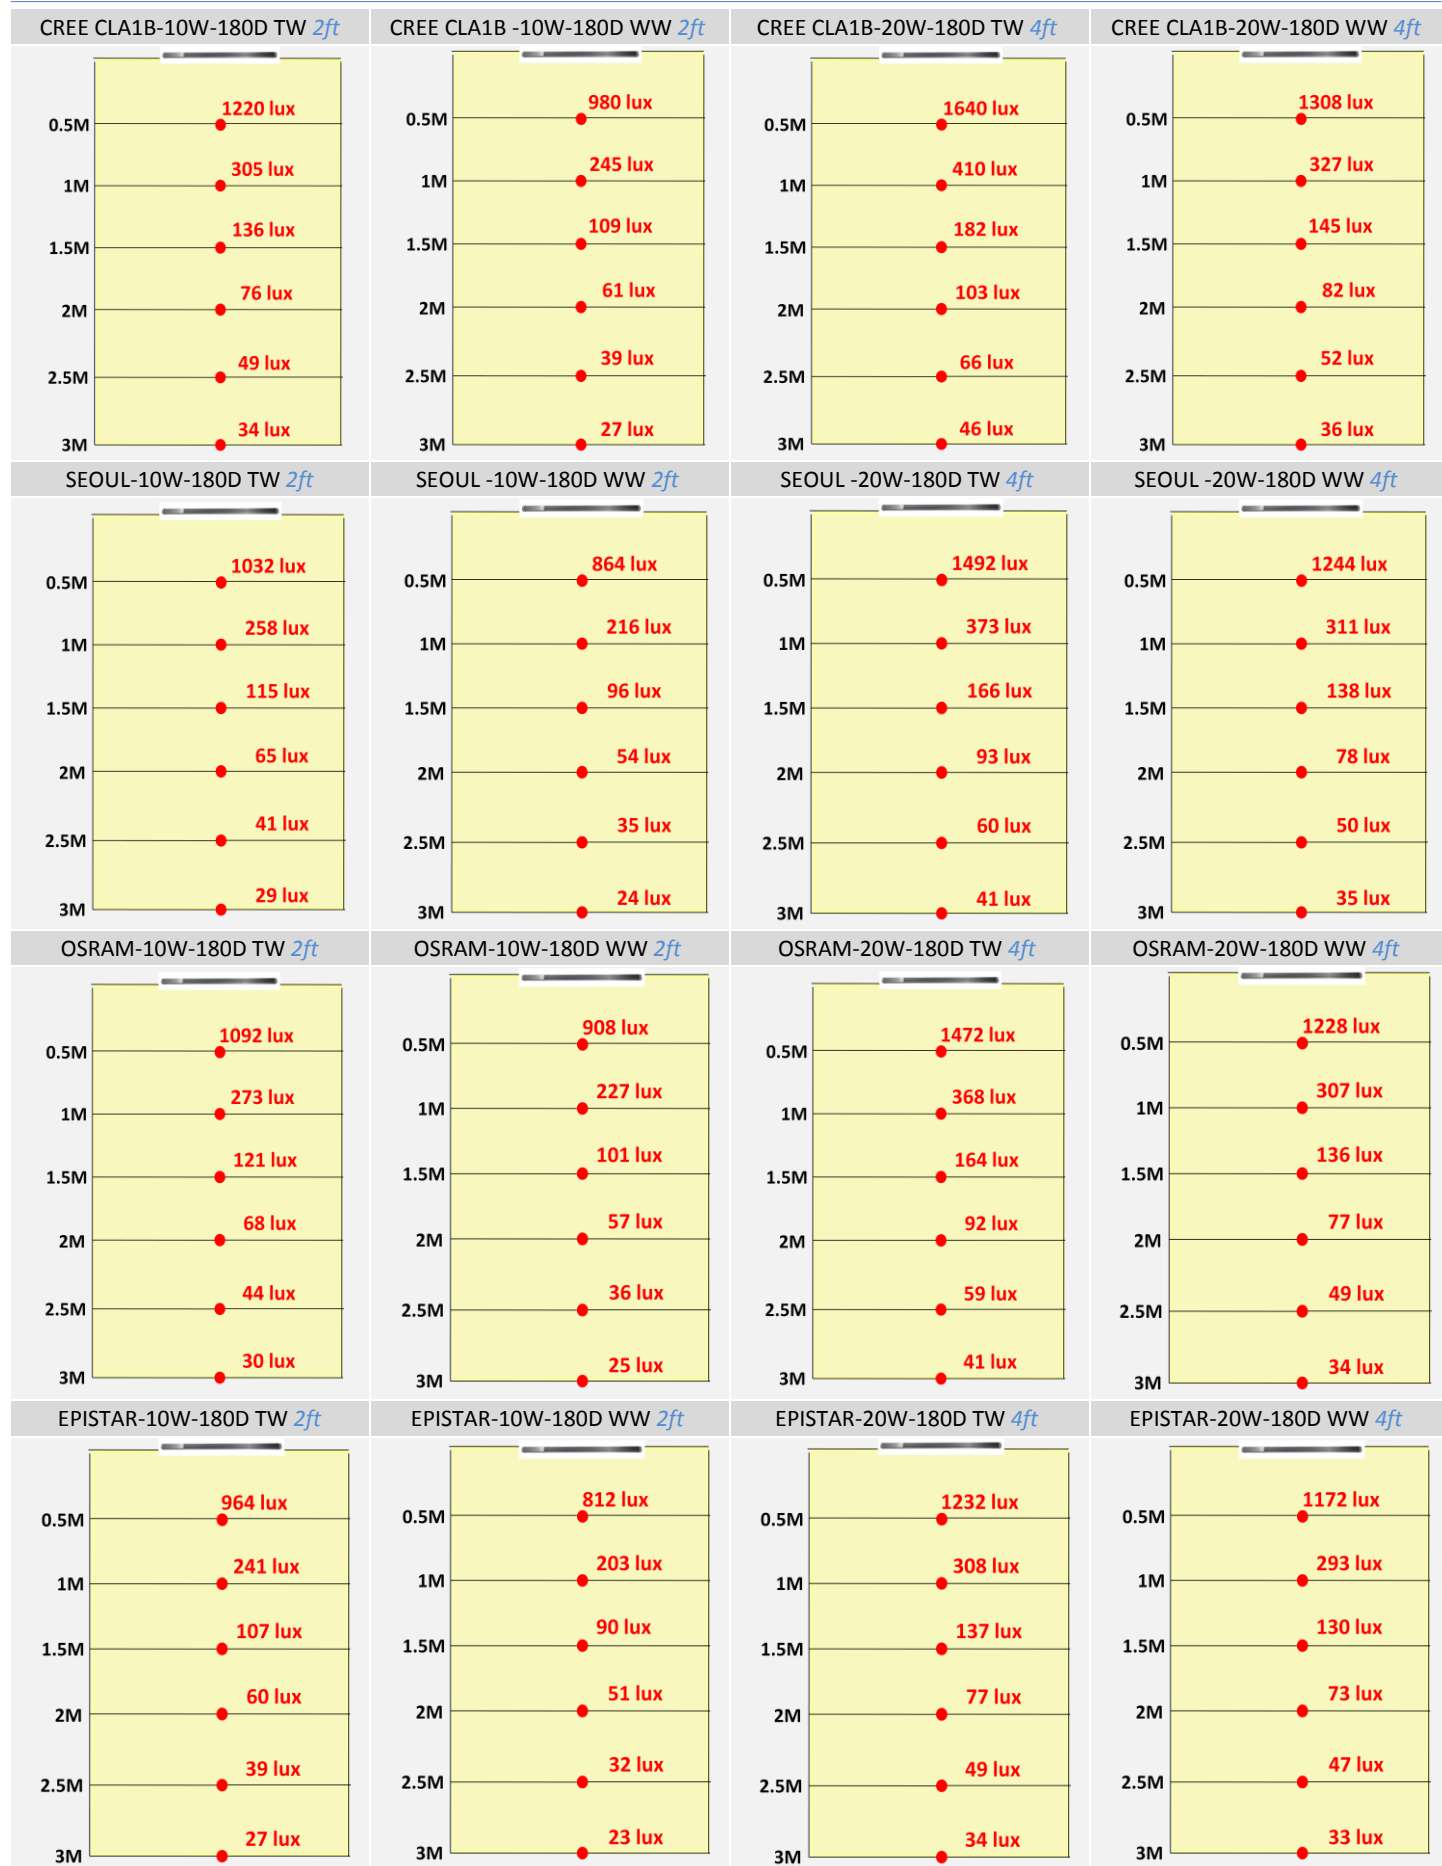 CREE CLA1B-10W-180D TW 2ft
CREE CLA1B -10W-180D WW 2ft
CREE CLA1B-20W-180D TW 4ft
CREE CLA1B-20W-180D WW 4ft
0.5M 1220 lux
1M 305 lux
1.5M 136 lux
2M 76 lux
2.5M 49 lux
3M 34 lux
0.5M 980 lux
1M 245 lux
1.5M 109 lux
2M 61 lux
2.5M 39 lux
3M 27 lux
0.5M 1640 lux
1M 410 lux
1.5M 182 lux
2M 103 lux
2.5M 66 lux
3M 46 lux
0.5M 1308 lux
1M 327 lux
1.5M 145 lux
2M 82 lux
2.5M 52 lux
3M 36 lux
SEOUL-10W-180D TW 2ft
SEOUL -10W-180D WW 2ft
SEOUL -20W-180D TW 4ft
SEOUL -20W-180D WW 4ft
0.5M 1032 lux
1M 258 lux
1.5M 115 lux
2M 65 lux
2.5M 41 lux
3M 29 lux
0.5M 864 lux
1M 216 lux
1.5M 96 lux
2M 54 lux
2.5M 35 lux
3M 24 lux
0.5M 1492 lux
1M 373 lux
1.5M 166 lux
2M 93 lux
2.5M 60 lux
3M 41 lux
0.5M 1244 lux
1M 311 lux
1.5M 138 lux
2M 78 lux
2.5M 50 lux
3M 35 lux
OSRAM-10W-180D TW 2ft
OSRAM-10W-180D WW 2ft
OSRAM-20W-180D TW 4ft
OSRAM-20W-180D WW 4ft
0.5M 1092 lux
1M 273 lux
1.5M 121 lux
2M 68 lux
2.5M 44 lux
3M 30 lux
0.5M 908 lux
1M 227 lux
1.5M 101 lux
2M 57 lux
2.5M 36 lux
3M 25 lux
0.5M 1472 lux
1M 368 lux
1.5M 164 lux
2M 92 lux
2.5M 59 lux
3M 41 lux
0.5M 1228 lux
1M 307 lux
1.5M 136 lux
2M 77 lux
2.5M 49 lux
3M 34 lux
EPISTAR-10W-180D TW 2ft
EPISTAR-10W-180D WW 2ft
EPISTAR-20W-180D TW 4ft
EPISTAR-20W-180D WW 4ft
0.5M 964 lux
1M 241 lux
1.5M 107 lux
2M 60 lux
2.5M 39 lux
3M 27 lux
0.5M 812 lux
1M 203 lux
1.5M 90 lux
2M 51 lux
2.5M 32 lux
3M 23 lux
0.5M 1232 lux
1M 308 lux
1.5M 137 lux
2M 77 lux
2.5M 49 lux
3M 34 lux
0.5M 1172 lux
1M 293 lux
1.5M 130 lux
2M 73 lux
2.5M 47 lux
3M 33 lux